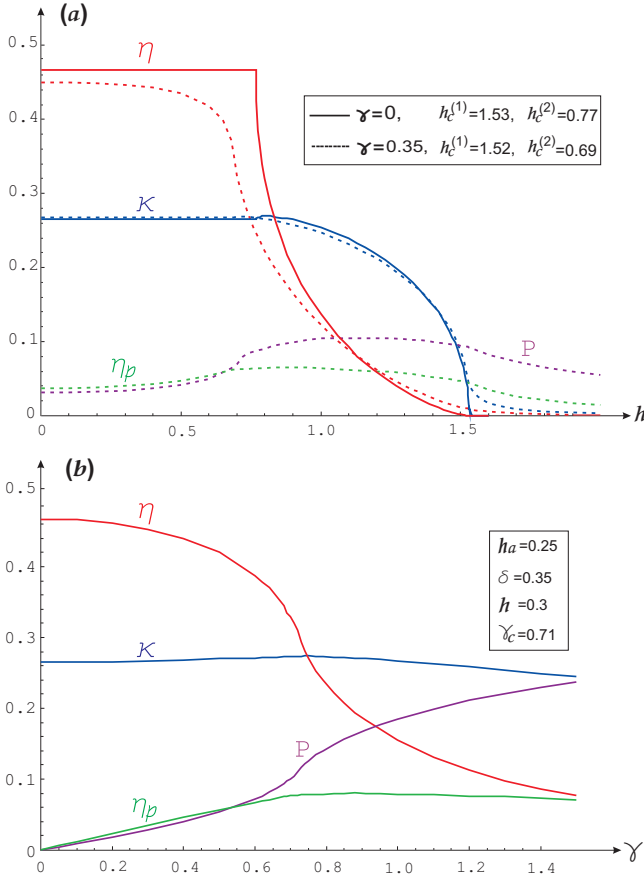 (a)
0.5
η
0.4
γ=0, h_c^(1)=1.53, h_c^(2)=0.77
γ=0.35, h_c^(1)=1.52, h_c^(2)=0.69
0.3
κ
0.2
0.1
P
η_p
0
0 0.5 1.0 1.5 h
(b)
0.5
η
h_a=0.25
δ=0.35
h=0.3
γ_c=0.71
0.4
0.3
κ
0.2
P
0.1
η_p
0
0 0.2 0.4 0.6 0.8 1.0 1.2 1.4 γ